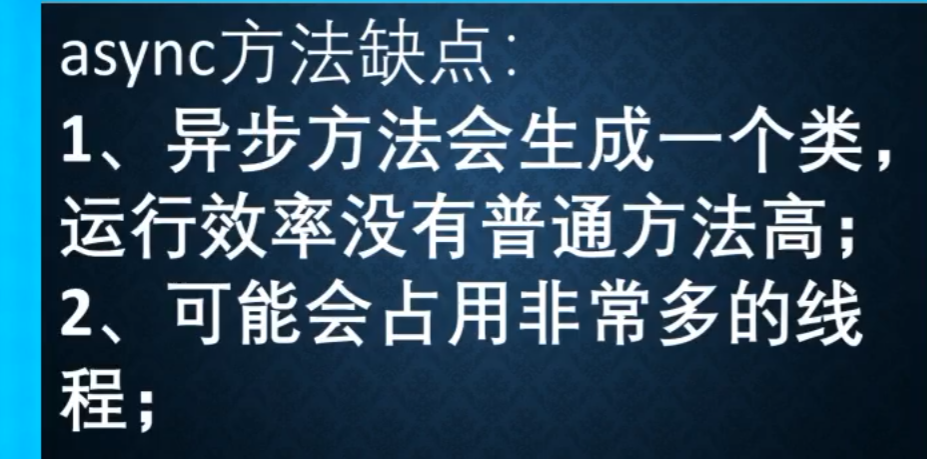 async方法缺点：
1、异步方法会生成一个类，
运行效率没有普通方法高；
2、可能会占用非常多的线
程；